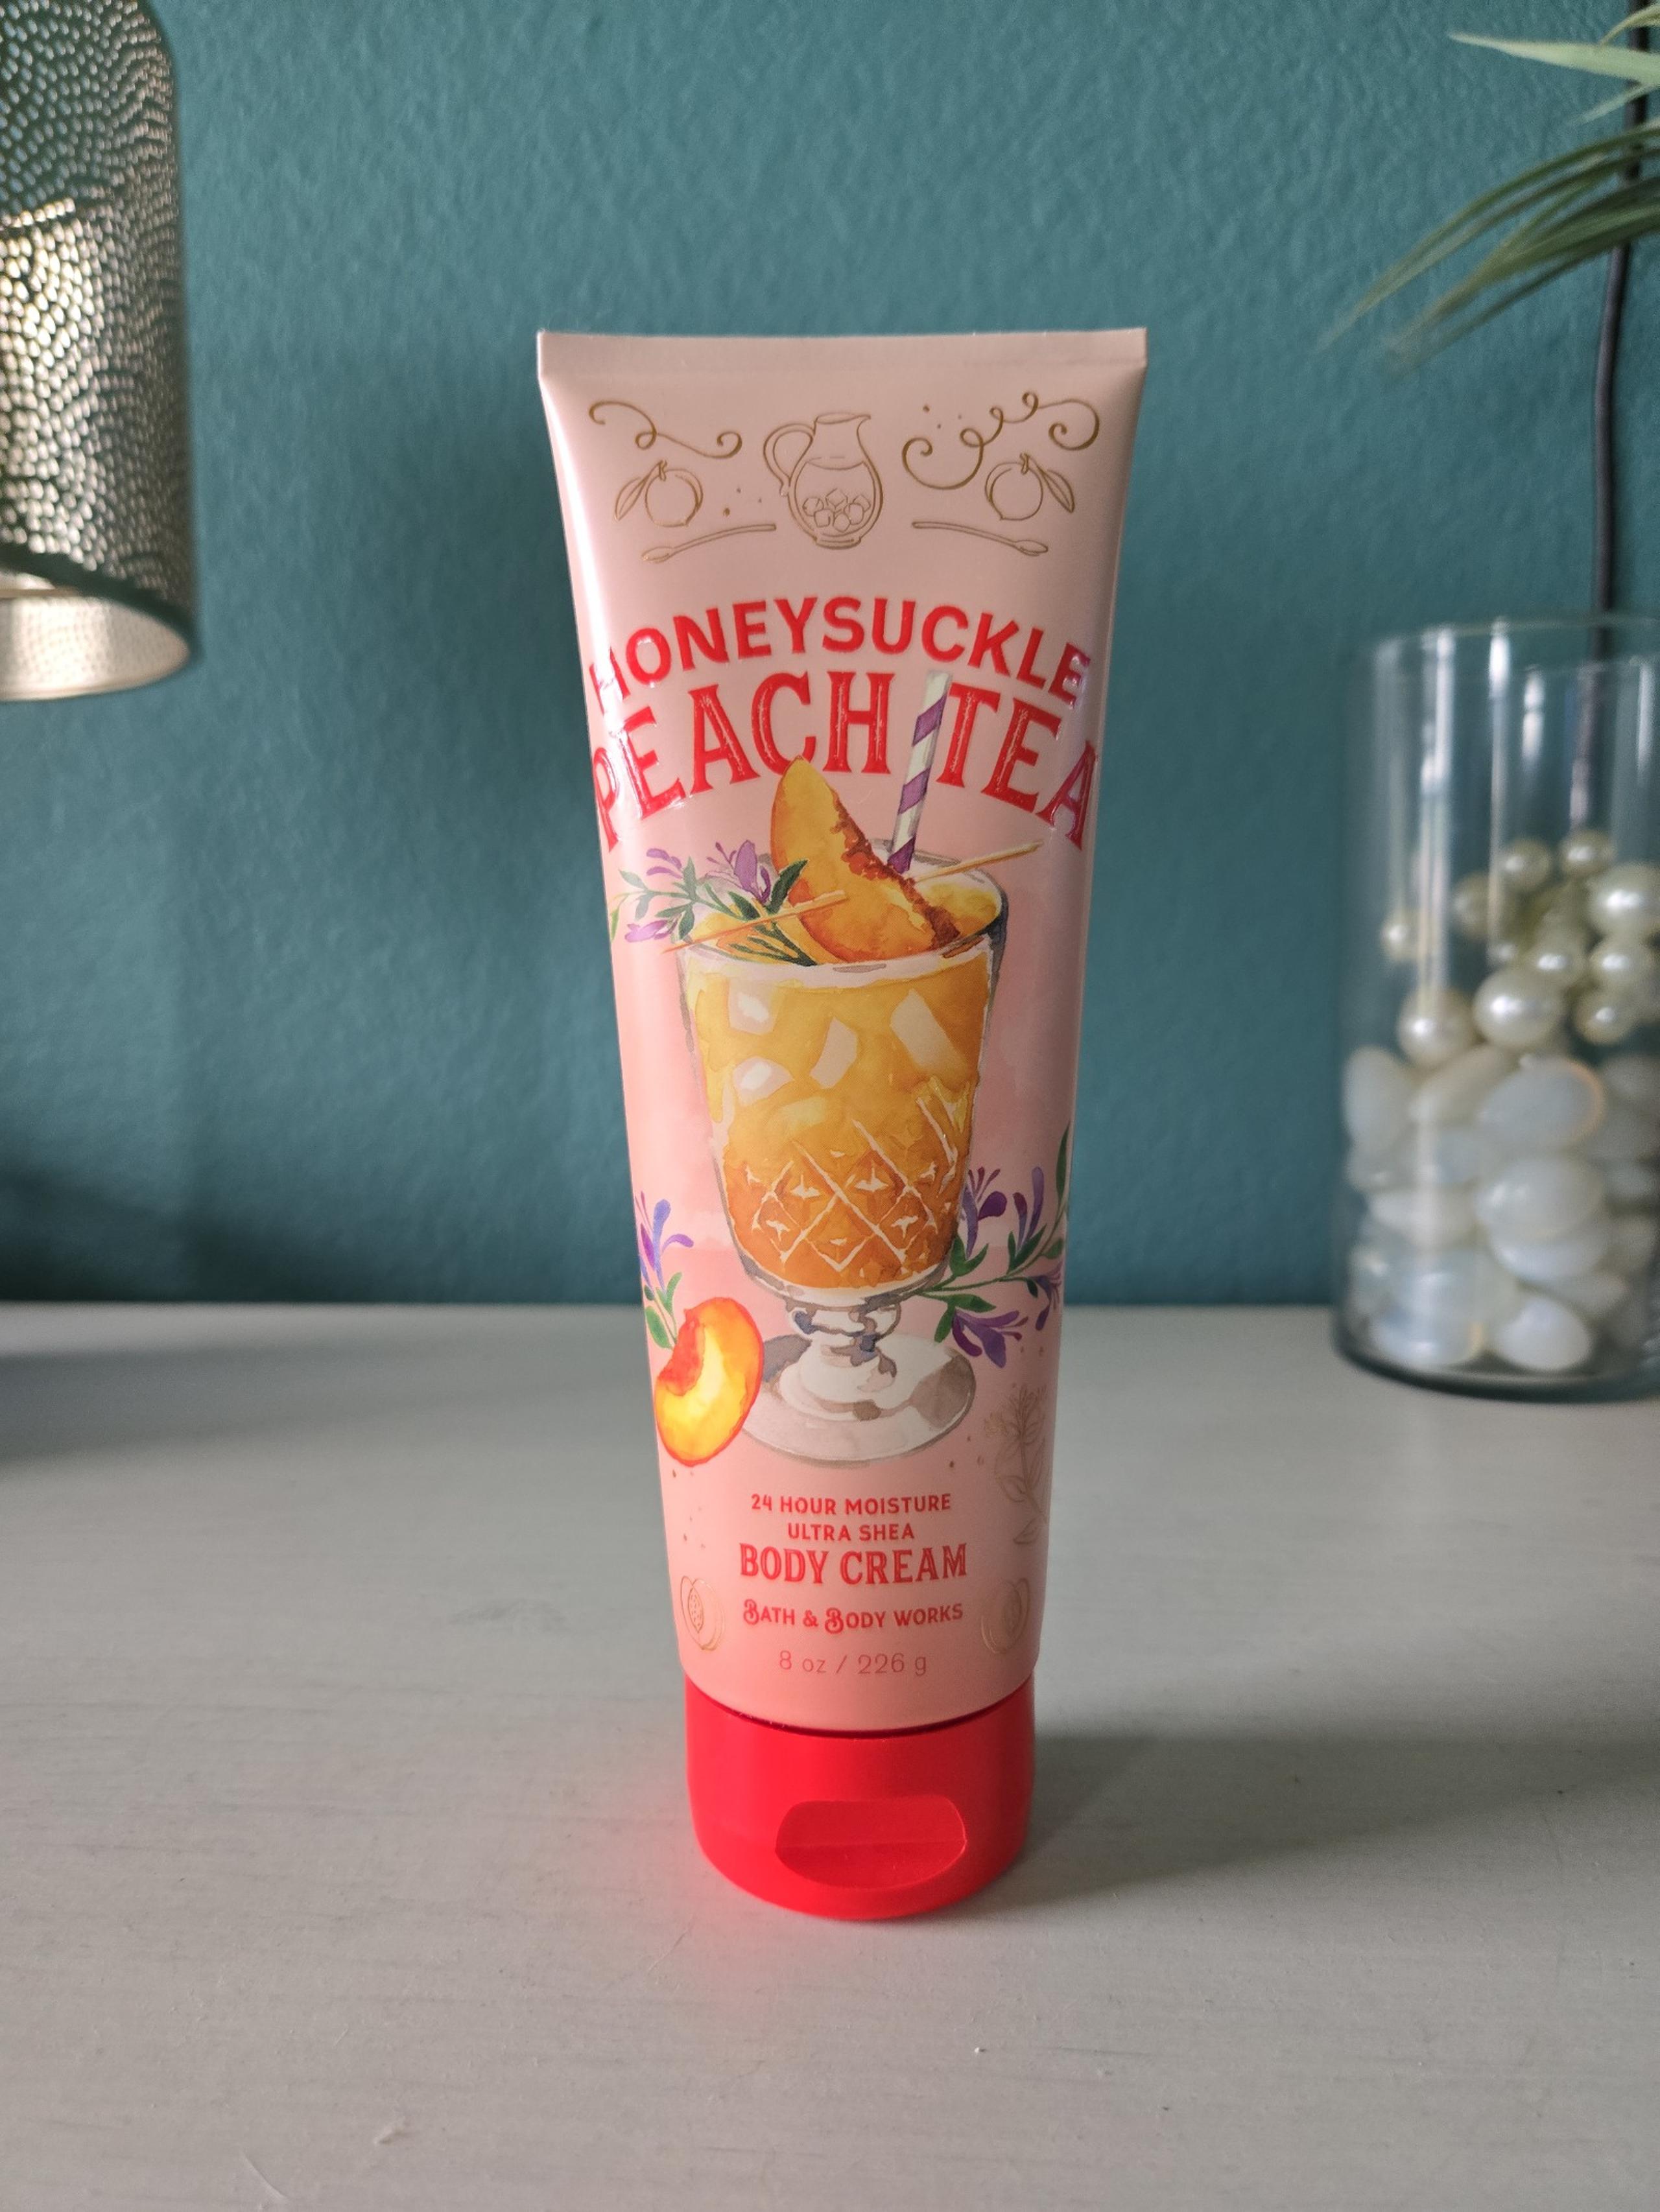 HONEYSUCKLE
PEACH TEA
24 HOUR MOISTURE
ULTRA SHEA
BODY CREAM
BATH & BODY WORKS
8 oz / 226 g